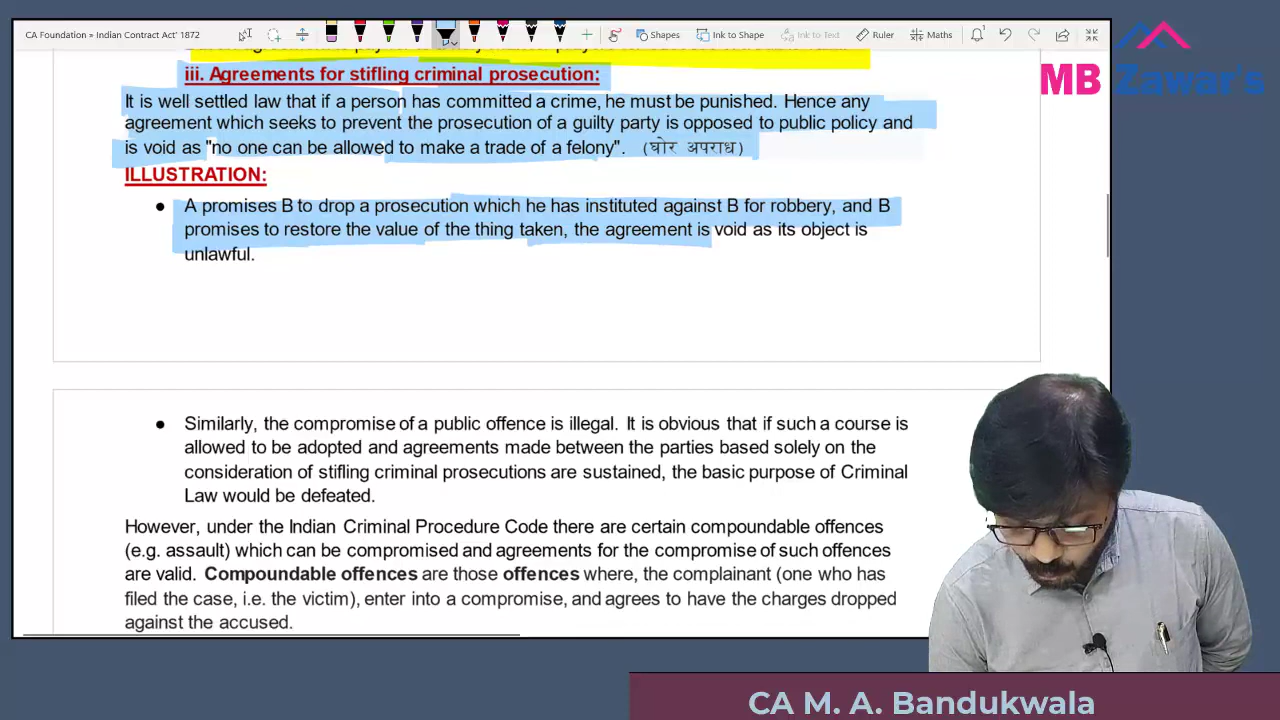 CA Foundation = Indian Contract Act' 1872
Shapes
Ink to Shape
Ink to Text
Ruler
Maths
MB Zawar's
iii. Agreements for stifling criminal prosecution:
It is well settled law that if a person has committed a crime, he must be punished. Hence any
agreement which seeks to prevent the prosecution of a guilty party is opposed to public policy and
is void as "no one can be allowed to make a trade of a felony". (घोर अपराध)
ILLUSTRATION:
● A promises B to drop a prosecution which he has instituted against B for robbery, and B
promises to restore the value of the thing taken, the agreement is void as its object is
unlawful.
● Similarly, the compromise of a public offence is illegal. It is obvious that if such a course is
allowed to be adopted and agreements made between the parties based solely on the
consideration of stifling criminal prosecutions are sustained, the basic purpose of Criminal
Law would be defeated.
However, under the Indian Criminal Procedure Code there are certain compoundable offences
(e.g. assault) which can be compromised and agreements for the compromise of such offences
are valid. Compoundable offences are those offences where, the complainant (one who has
filed the case, i.e. the victim), enter into a compromise, and agrees to have the charges dropped
against the accused.
CA M. A. Bandukwala